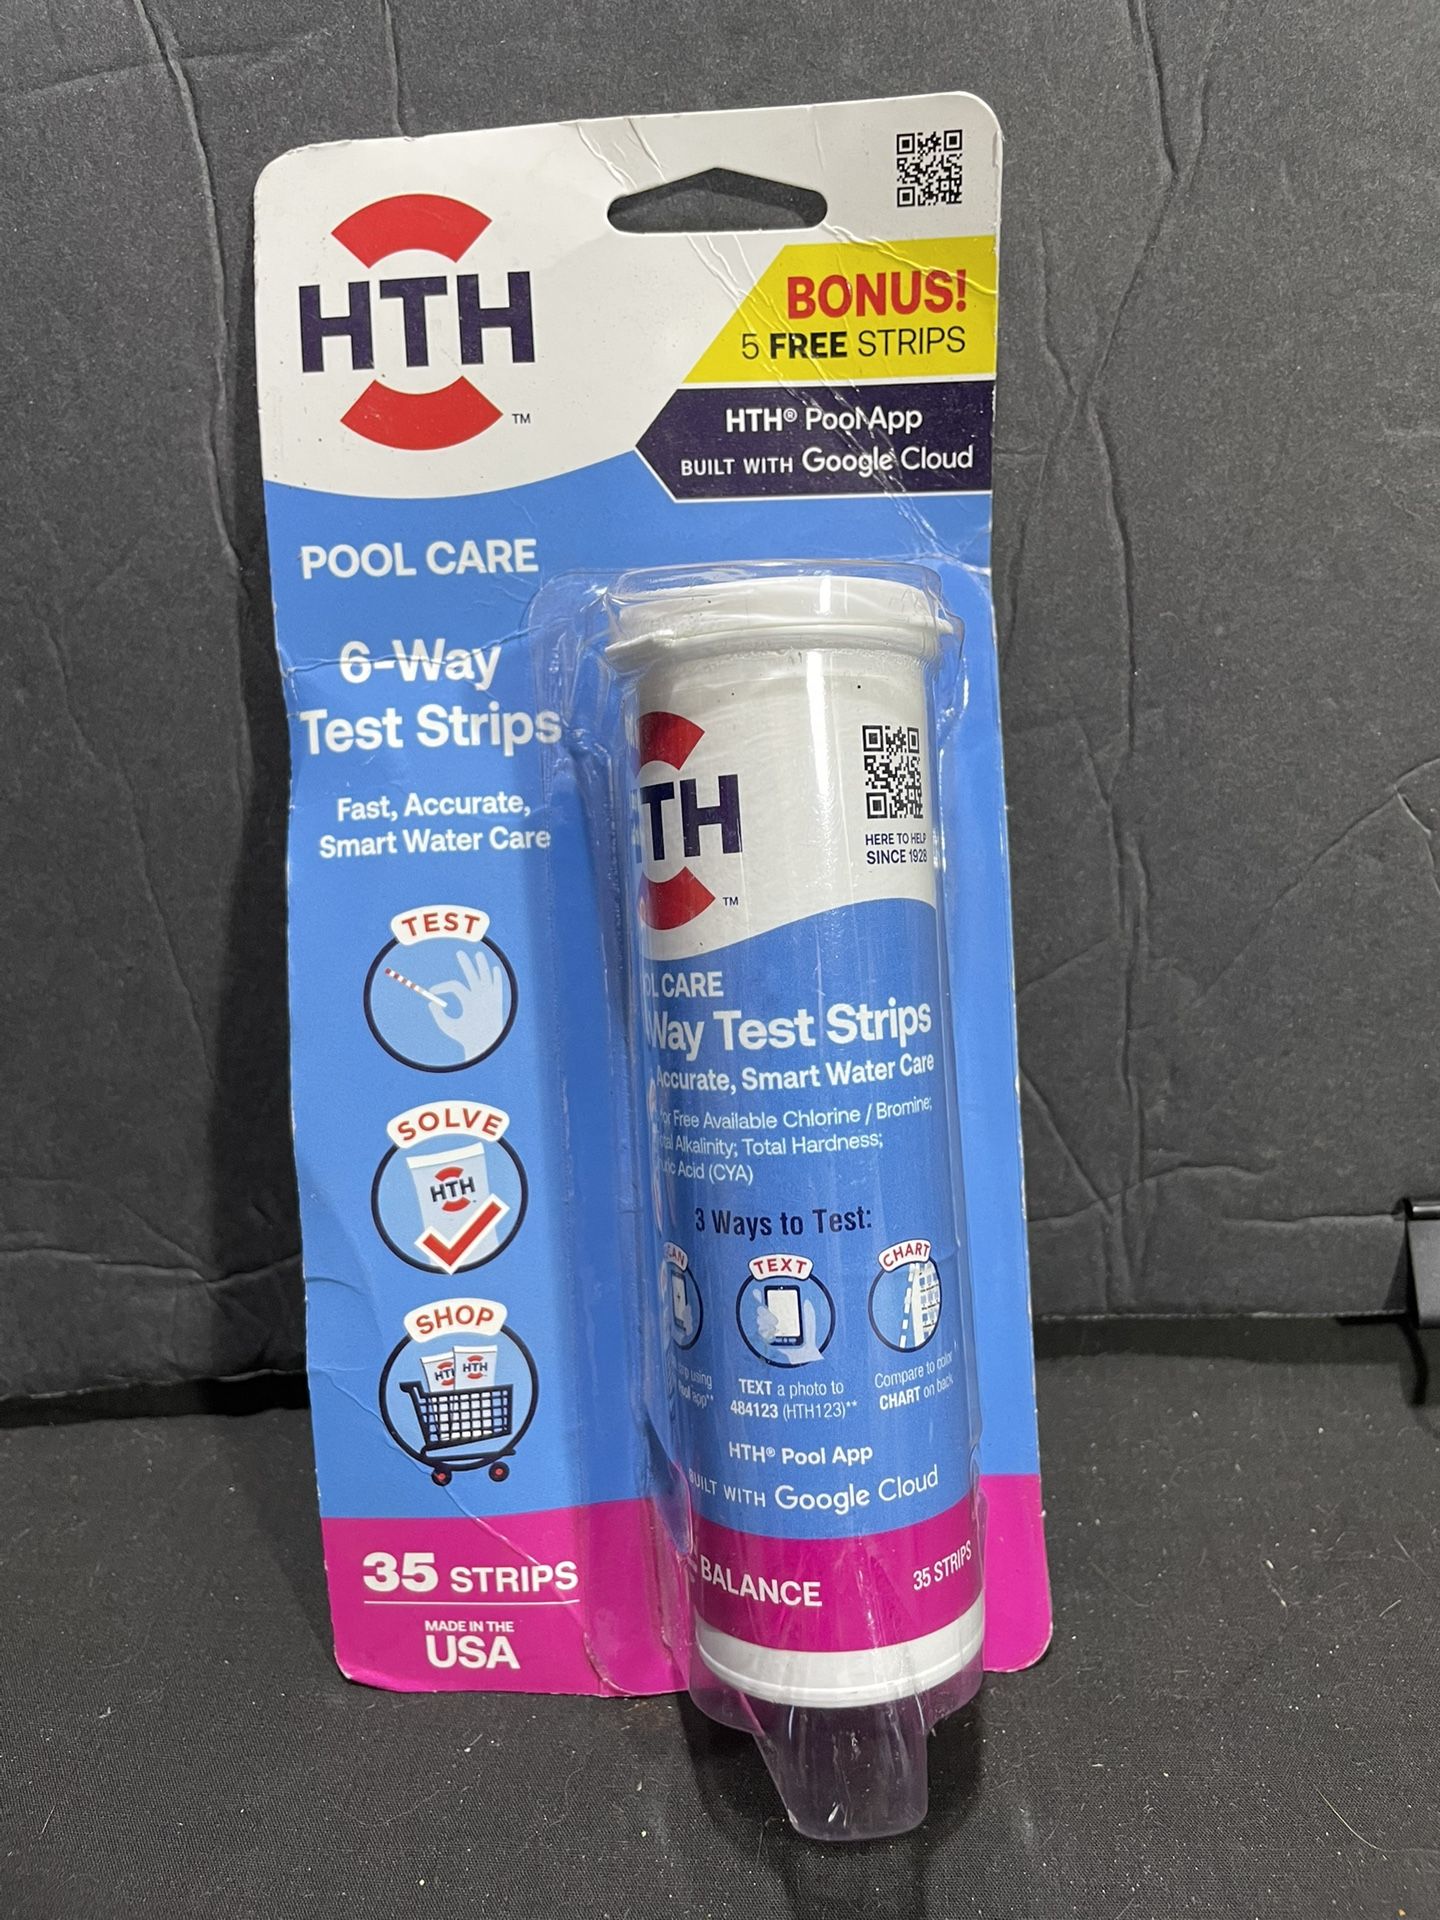 HTH
TM
BONUS!
5 FREE STRIPS
HTH® Pool App
BUILT WITH Google Cloud
POOL CARE
6-Way
Test Strips
Fast, Accurate,
Smart Water Care
TEST
SOLVE
HTH
SHOP
HTH
HTH
35 STRIPS
MADE IN THE
USA
TH
TM
HERE TO HELP
SINCE 1928
OL CARE
Way Test Strips
Accurate, Smart Water Care
for Free Available Chlorine / Bromine;
Alkalinity; Total Hardness;
Acid (CYA)
3 Ways to Test:
CAN
TEXT
CHART
using
app**
TEXT a photo to
484123 (HTH123)**
Compare to color
CHART on back
HTH® Pool App
BUILT WITH Google Cloud
BALANCE
35 STRIPS